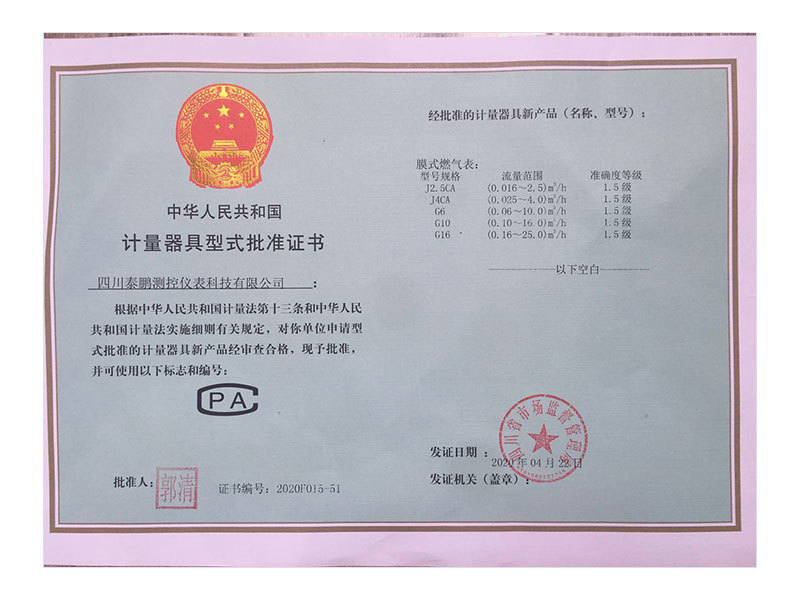 中华人民共和国
计量器具型式批准证书
四川泰鹏测控仪表科技有限公司：
根据中华人民共和国计量法第十三条和中华人民
共和国计量法实施细则有关规定，对你单位申请型
式批准的计量器具新产品经审查合格，现予批准，
并可使用以下标志和编号：
CPA
批准人：
郭清
证书编号：2020F015-51
经批准的计量器具新产品（名称、型号）：
膜式燃气表：
型号规格 流量范围 准确度等级
J2.5CA (0.016－2.5)m³/h 1.5级
J4CA (0.025－4.0)m³/h 1.5级
G6 (0.06－10.0)m³/h 1.5级
G10 (0.10－16.0)m³/h 1.5级
G16 (0.16－25.0)m³/h 1.5级
以下空白
四川省市场监督管理局
发证日期：
2020年04月22日
发证机关（盖章）：